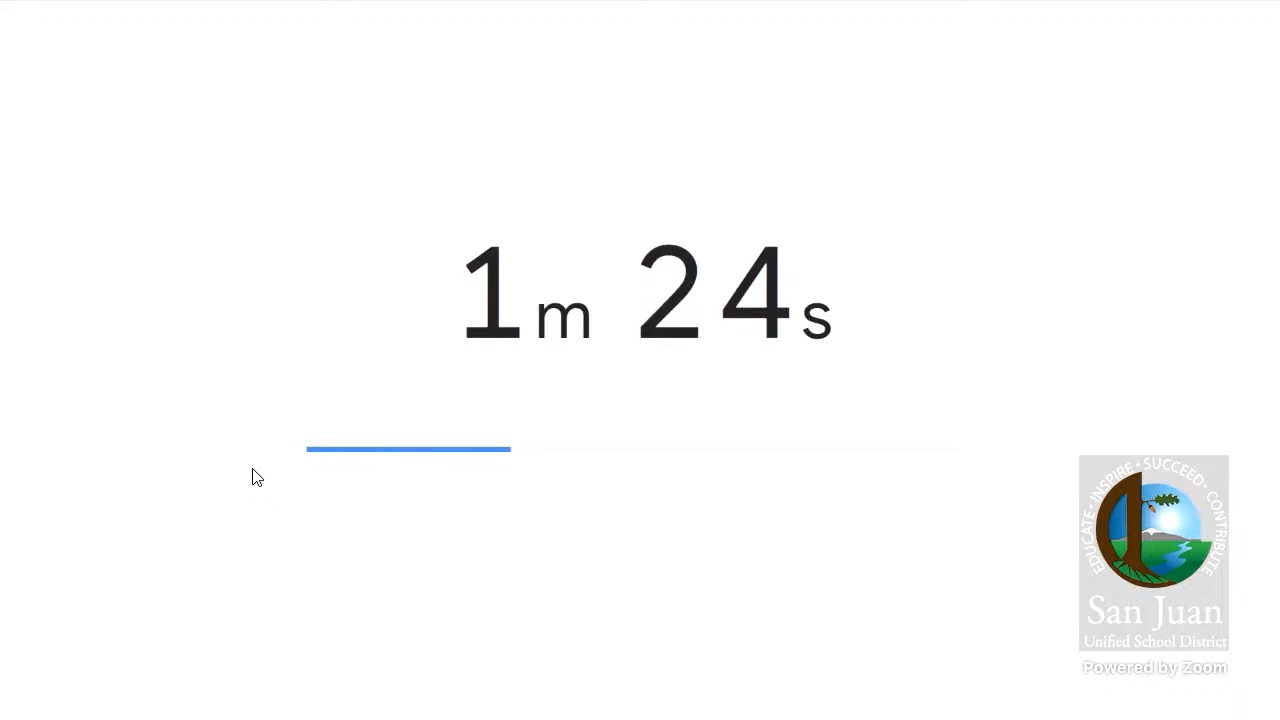 1m 24s
EDUCATE • INSPIRE • SUCCEED • CONTRIBUTE
San Juan
Unified School District
Powered by Zoom